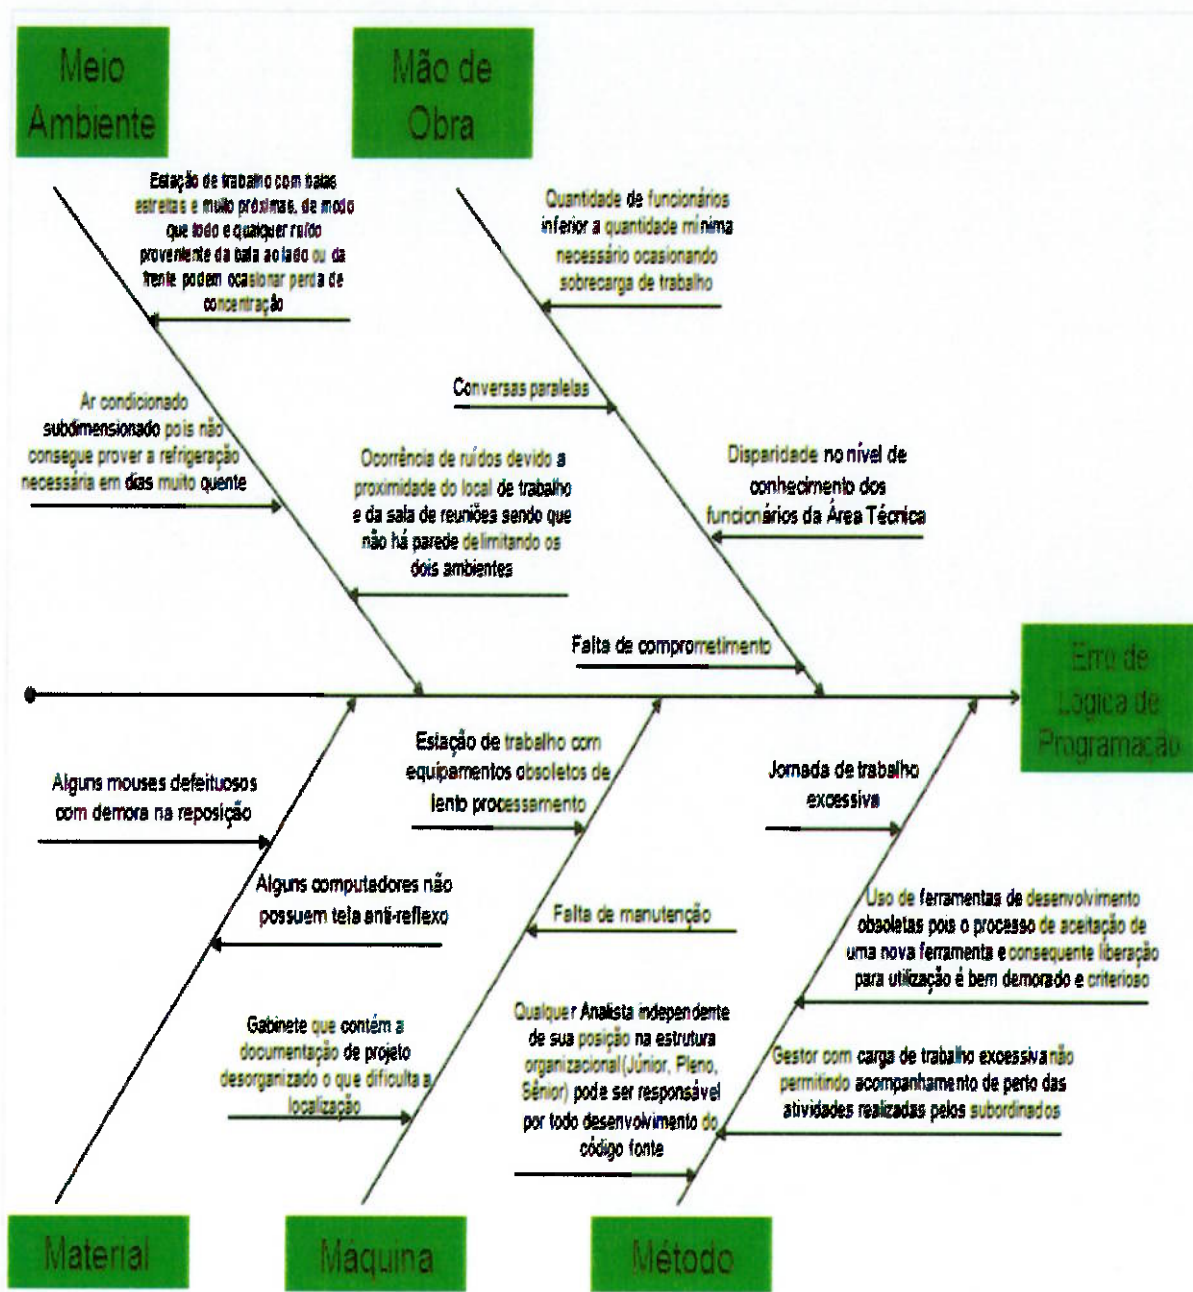 Meio
Ambiente
Mão de
Obra
Estação de trabalho com baias
estreitas e muito próximas, de modo
que todo e qualquer ruído
proveniente da baia ao lado ou da
frente podem ocasionar perda de
concentração
Quantidade de funcionários
inferior a quantidade mínima
necessário ocasionando
sobrecarga de trabalho
Conversas paralelas
Ar condicionado
subdimensionado pois não
consegue prover a refrigeração
necessária em dias muito quente
Ocorrência de ruídos devido a
proximidade do local de trabalho
e da sala de reuniões sendo que
não há parede delimitando os
dois ambientes
Disparidade no nível de
conhecimento dos
funcionários da Área Técnica
Falta de comprometimento
Erro de
Lógica de
Programação
Alguns mouses defeituosos
com demora na reposição
Estação de trabalho com
equipamentos obsoletos de
lento processamento
Jornada de trabalho
excessiva
Alguns computadores não
possuem tela anti-reflexo
Falta de manutenção
Uso de ferramentas de desenvolvimento
obsoletas pois o processo de aceitação de
uma nova ferramenta e consequente liberação
para utilização é bem demorado e criterioso
Gabinete que contém a
documentação de projeto
desorganizado o que dificulta a
localização
Qualquer Analista independente
de sua posição na estrutura
organizacional(Júnior, Pleno,
Sênior) pode ser responsável
por todo desenvolvimento do
código fonte
Gestor com carga de trabalho excessiva não
permitindo acompanhamento de perto das
atividades realizadas pelos subordinados
Material
Máquina
Método